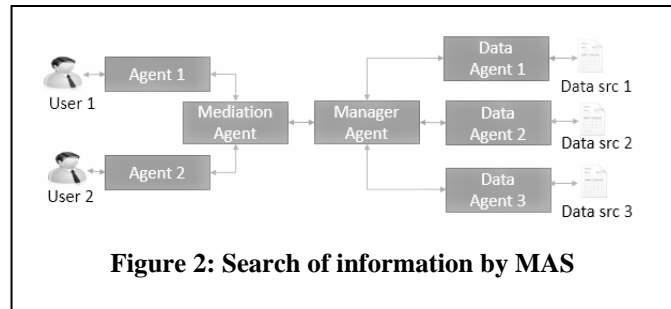 User 1
Agent 1
User 2
Agent 2
Mediation
Agent
Manager
Agent
Data
Agent 1
Data src 1
Data
Agent 2
Data src 2
Data
Agent 3
Data src 3
Figure 2: Search of information by MAS